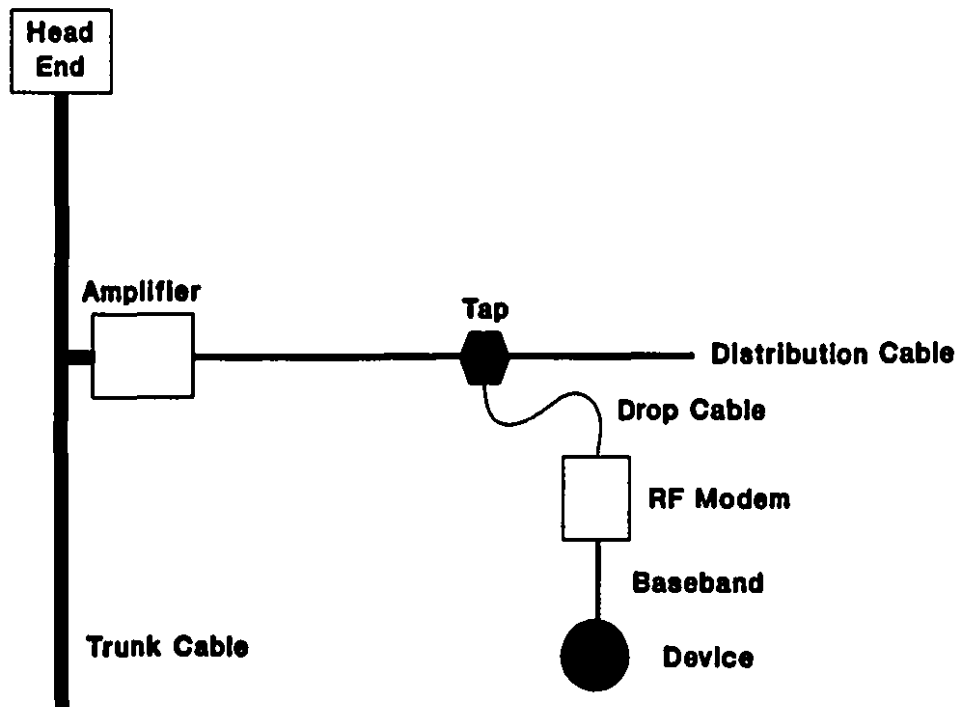 Head
End
Amplifier
Tap
Distribution Cable
Drop Cable
RF Modem
Baseband
Trunk Cable
Device